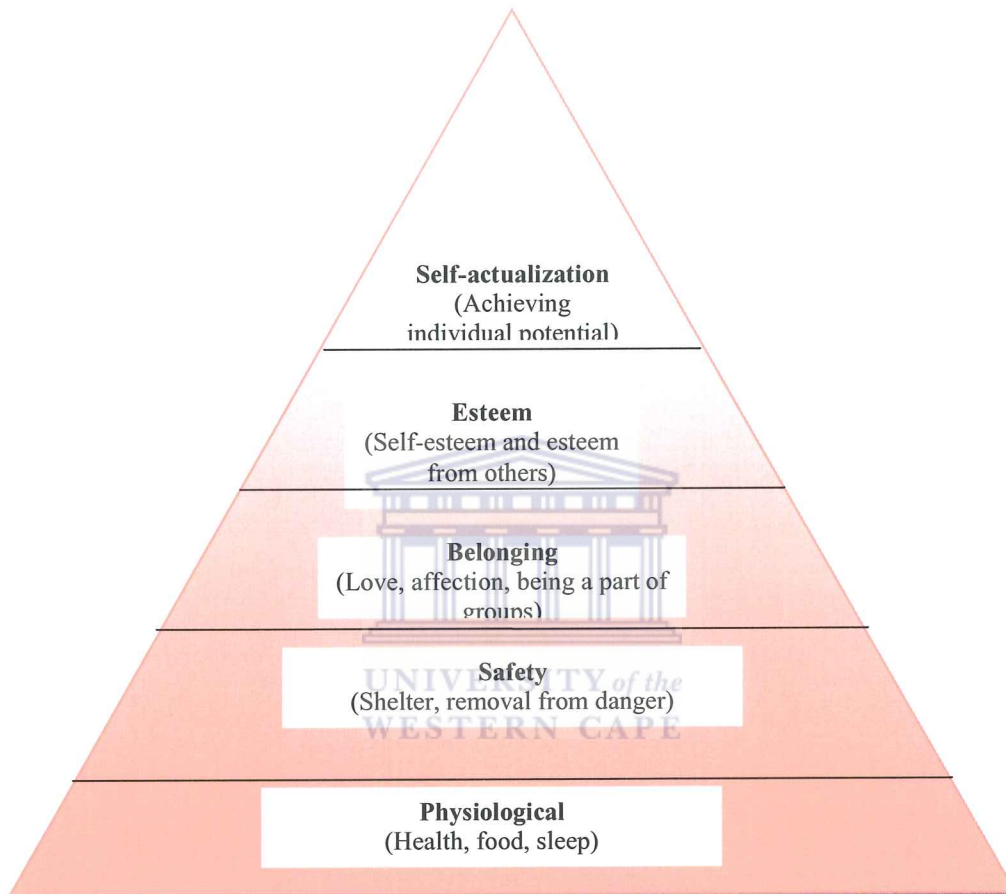 Self-actualization
(Achieving
individual potential)
Esteem
(Self-esteem and esteem
from others)
Belonging
(Love, affection, being a part of
groups)
Safety
(Shelter, removal from danger)
UNIVERSITY of the
WESTERN CAPE
Physiological
(Health, food, sleep)